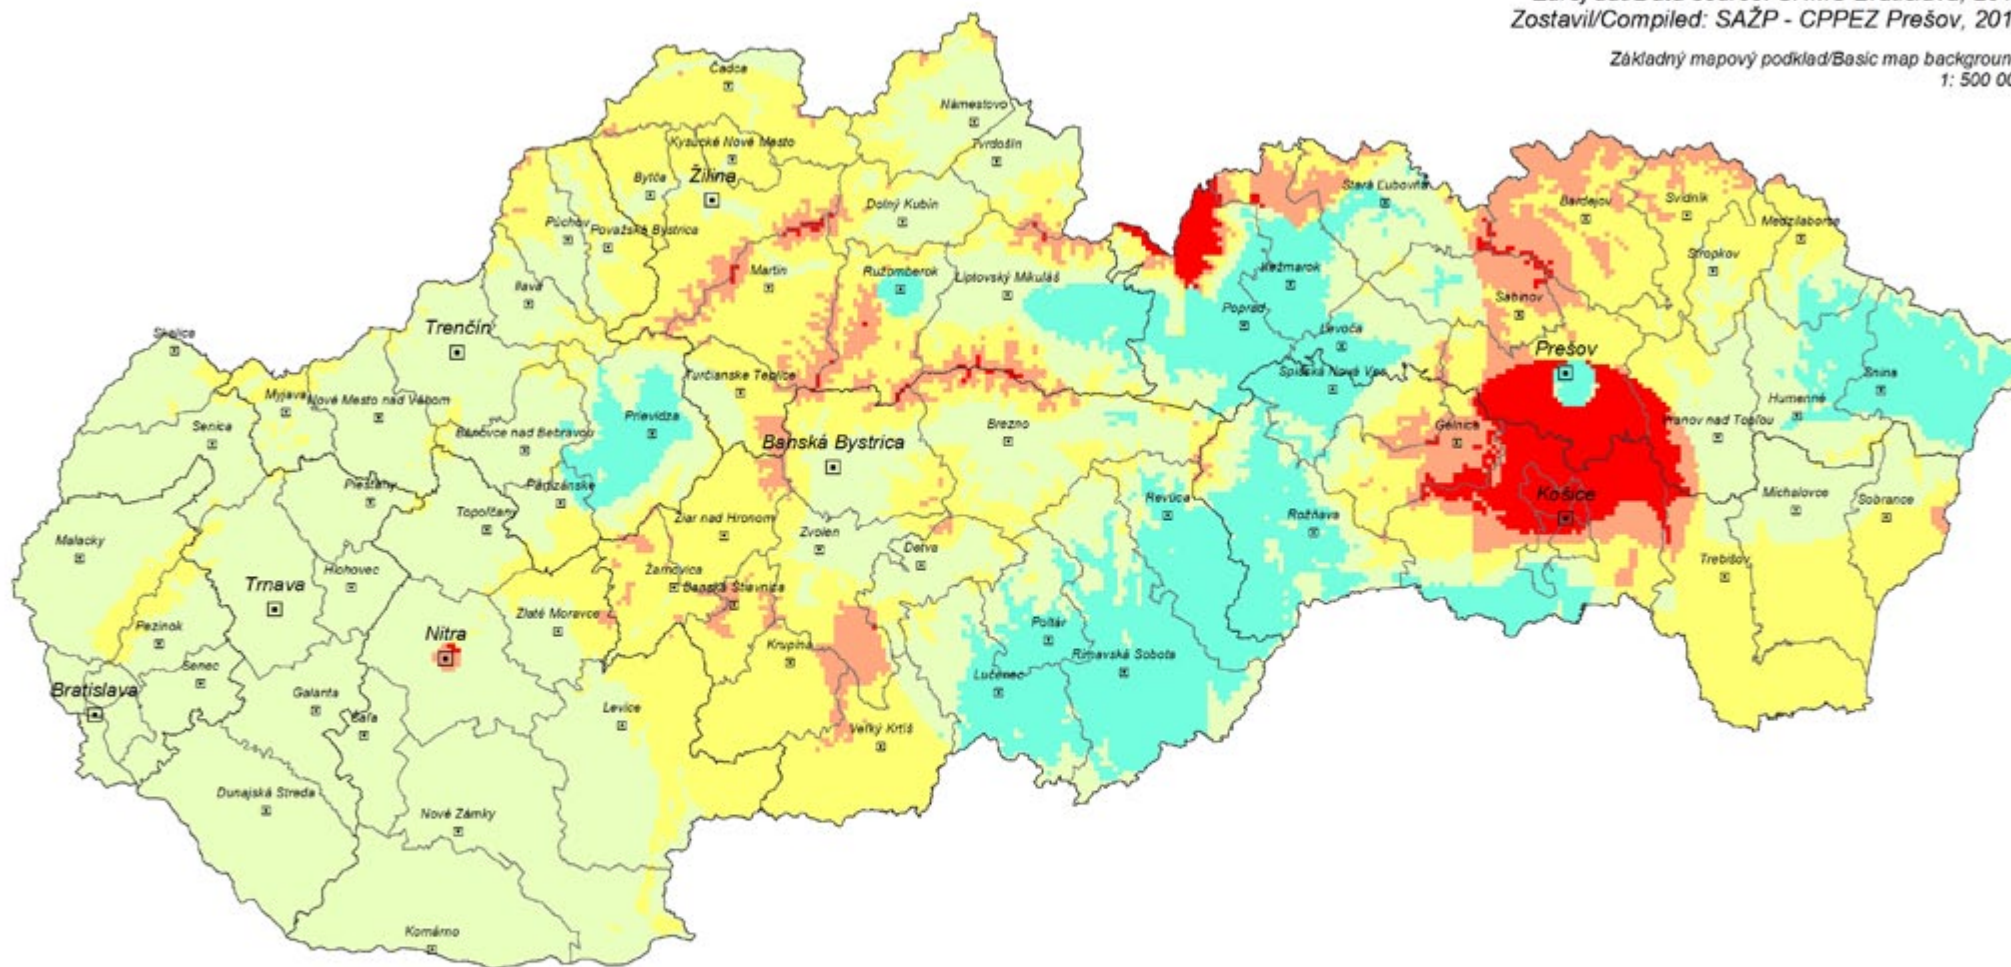 Zostavil/Compiled: SAŽP - CPPEZ Prešov, 201
Základný mapový podklad/Basic map backgroun
1: 500 00
Čadca
Námestovo
Kysucké Nové Mesto
Tvrdošín
Bytča
Žilina
Stará Ľubovňa
Bardejov
Svidník
Dolný Kubín
Púchov
Považská Bystrica
Medzilaborce
Stropkov
Martin
Ružomberok
Liptovský Mikuláš
Kežmarok
Ilava
Sabinov
Poprad
Trenčín
Skalica
Levoča
Prešov
Turčianske Teplice
Spišská Nová Ves
Snina
Myjava
Nové Mesto nad Váhom
Prievidza
Humenné
Senica
Bánovce nad Bebravou
Banská Bystrica
Brezno
Gelnica
Vranov nad Topľou
Piešťany
Partizánske
Revúca
Košice
Michalovce
Sobrance
Topoľčany
Žiar nad Hronom
Zvolen
Rožňava
Malacky
Detva
Hlohovec
Trnava
Žarnovica
Banská Štiavnica
Trebišov
Zlaté Moravce
Pezinok
Nitra
Krupina
Poltár
Rimavská Sobota
Senec
Lučenec
Bratislava
Galanta
Šaľa
Levice
Veľký Krtíš
Dunajská Streda
Nové Zámky
Komárno